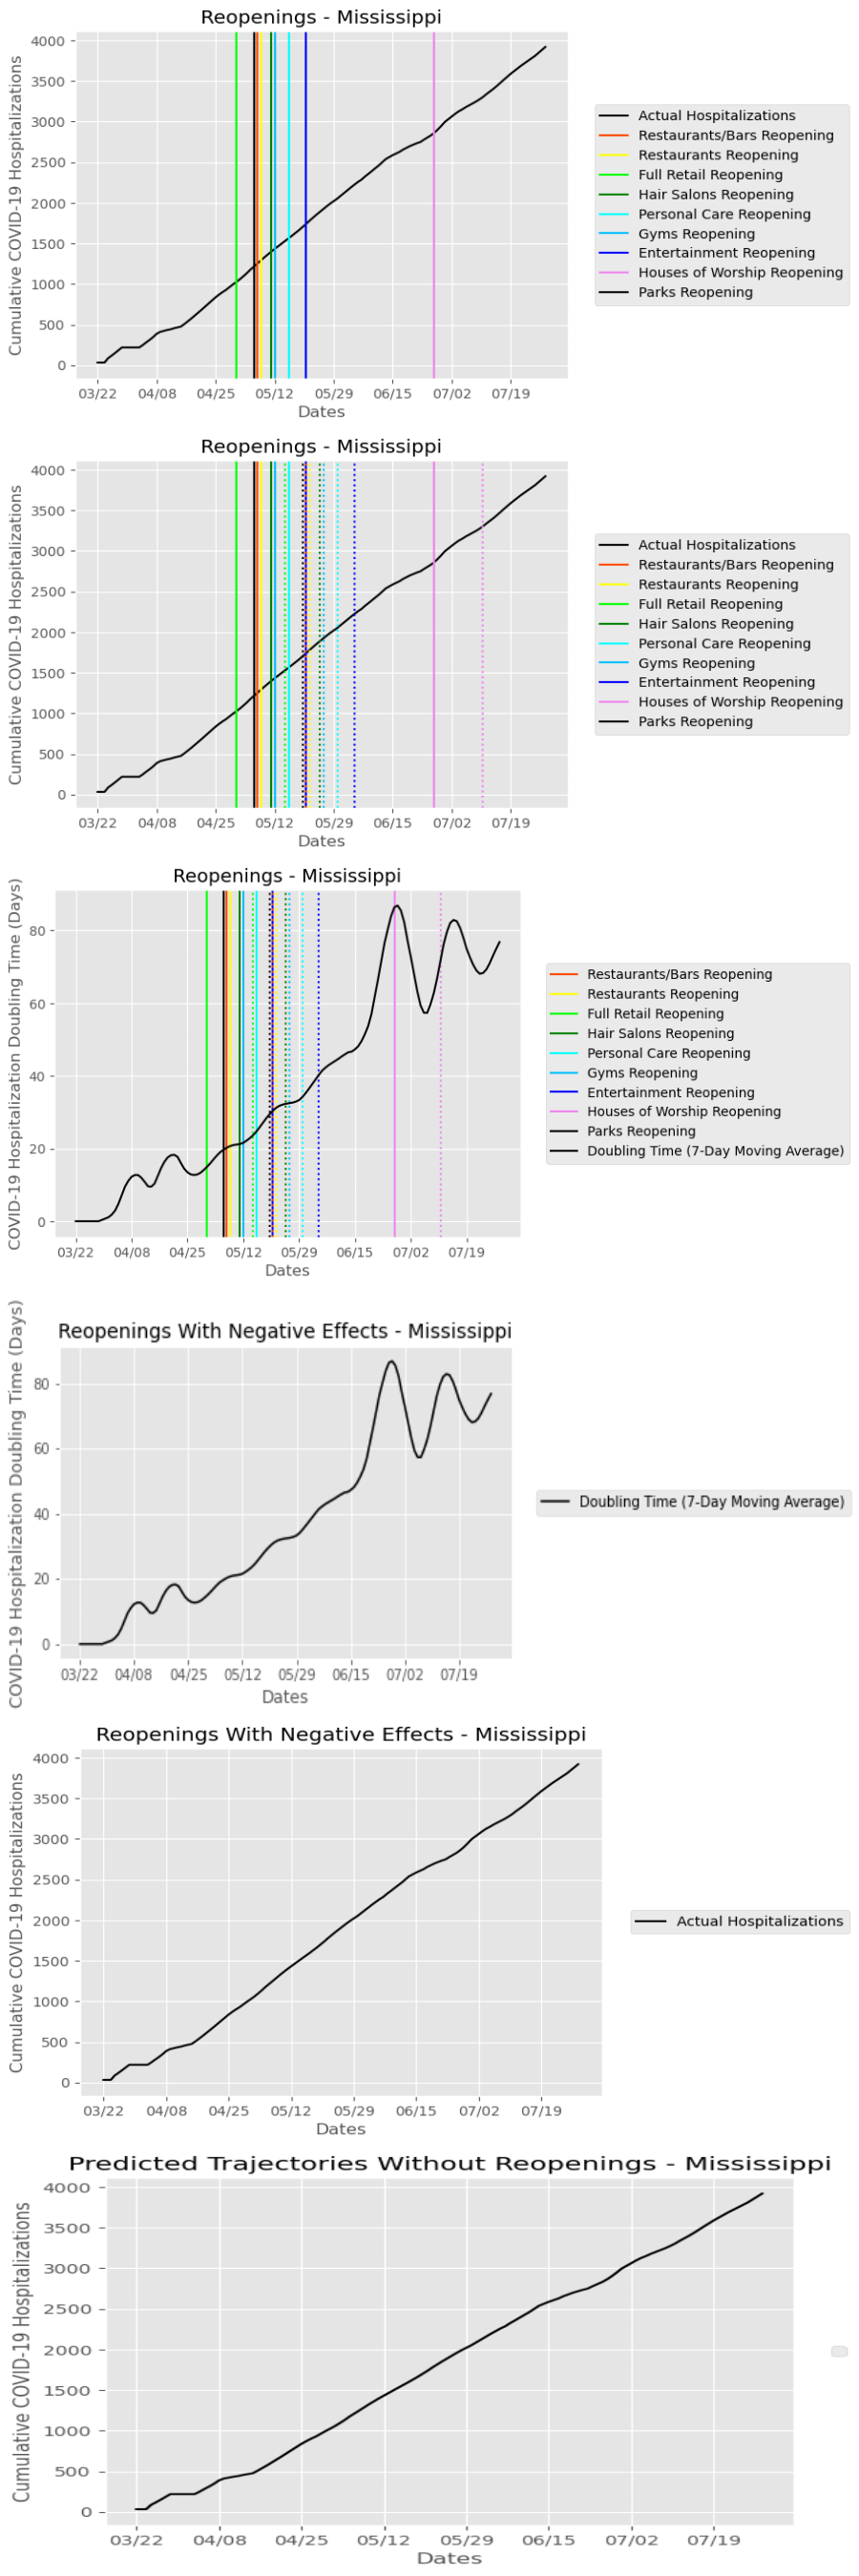 Reopenings - Mississippi
Cumulative COVID-19 Hospitalizations
4000
3500
3000
2500
2000
1500
1000
500
0
03/22 04/08 04/25 05/12 05/29 06/15 07/02 07/19
Dates
Actual Hospitalizations
Restaurants/Bars Reopening
Restaurants Reopening
Full Retail Reopening
Hair Salons Reopening
Personal Care Reopening
Gyms Reopening
Entertainment Reopening
Houses of Worship Reopening
Parks Reopening
Reopenings - Mississippi
Cumulative COVID-19 Hospitalizations
4000
3500
3000
2500
2000
1500
1000
500
0
03/22 04/08 04/25 05/12 05/29 06/15 07/02 07/19
Dates
Actual Hospitalizations
Restaurants/Bars Reopening
Restaurants Reopening
Full Retail Reopening
Hair Salons Reopening
Personal Care Reopening
Gyms Reopening
Entertainment Reopening
Houses of Worship Reopening
Parks Reopening
Reopenings - Mississippi
COVID-19 Hospitalization Doubling Time (Days)
80
60
40
20
0
03/22 04/08 04/25 05/12 05/29 06/15 07/02 07/19
Dates
Restaurants/Bars Reopening
Restaurants Reopening
Full Retail Reopening
Hair Salons Reopening
Personal Care Reopening
Gyms Reopening
Entertainment Reopening
Houses of Worship Reopening
Parks Reopening
Doubling Time (7-Day Moving Average)
Reopenings With Negative Effects - Mississippi
COVID-19 Hospitalization Doubling Time (Days)
80
60
40
20
0
03/22 04/08 04/25 05/12 05/29 06/15 07/02 07/19
Dates
Doubling Time (7-Day Moving Average)
Reopenings With Negative Effects - Mississippi
Cumulative COVID-19 Hospitalizations
4000
3500
3000
2500
2000
1500
1000
500
0
03/22 04/08 04/25 05/12 05/29 06/15 07/02 07/19
Dates
Actual Hospitalizations
Predicted Trajectories Without Reopenings - Mississippi
Cumulative COVID-19 Hospitalizations
4000
3500
3000
2500
2000
1500
1000
500
0
03/22 04/08 04/25 05/12 05/29 06/15 07/02 07/19
Dates